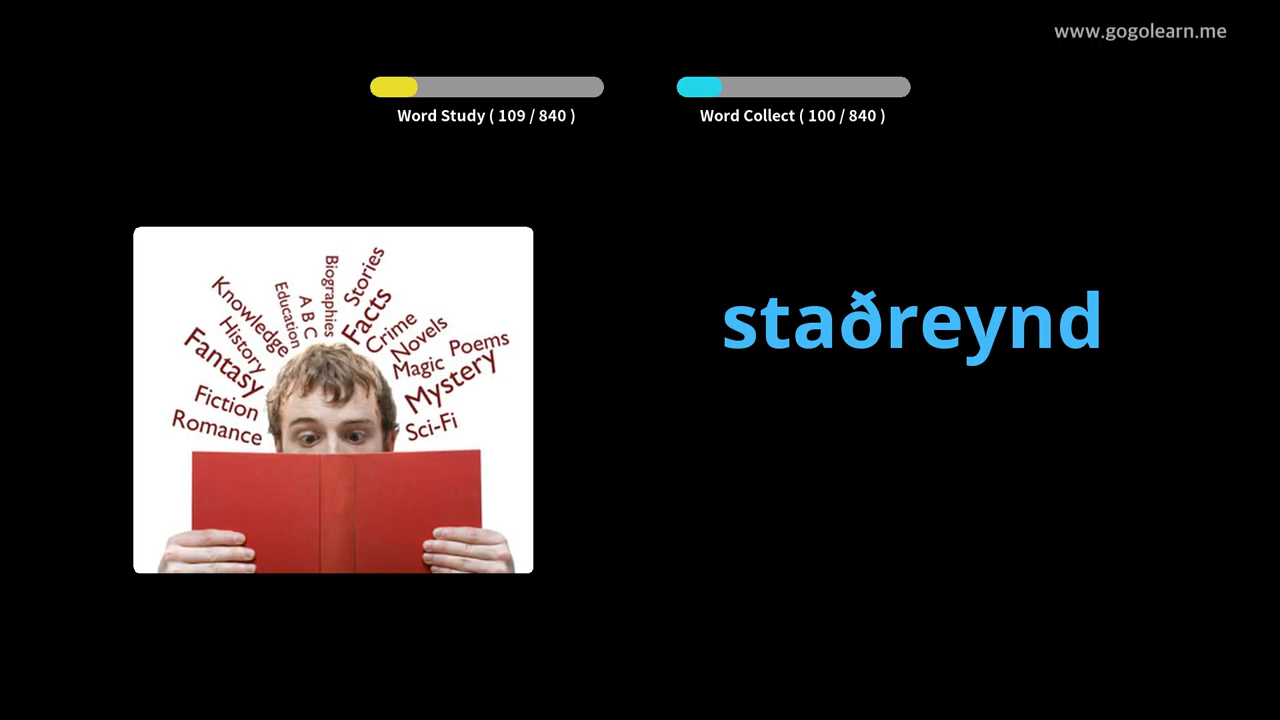 www.gogolearn.me
Word Study ( 109 / 840 )
Word Collect ( 100 / 840 )
staðreynd
Romance
Fiction
Fantasy
History
Knowledge
Education
A B C
Biographies
Stories
Facts
Crime
Novels
Magic
Poems
Mystery
Sci-Fi